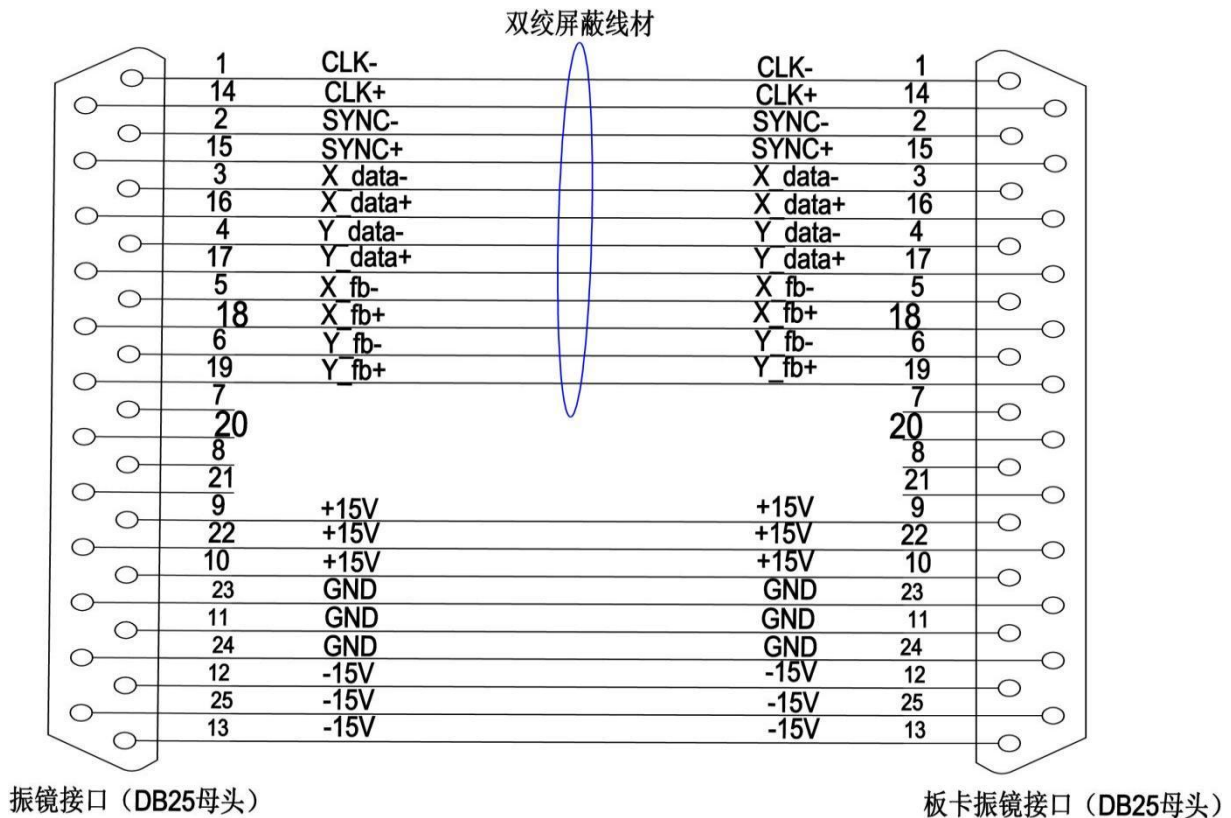 双绞屏蔽线材
1 CLK- CLK- 1
14 CLK+ CLK+ 14
2 SYNC- SYNC- 2
15 SYNC+ SYNC+ 15
3 X_data- X_data- 3
16 X_data+ X_data+ 16
4 Y_data- Y_data- 4
17 Y_data+ Y_data+ 17
5 X_fb- X_fb- 5
18 X_fb+ X_fb+ 18
6 Y_fb- Y_fb- 6
19 Y_fb+ Y_fb+ 19
7 7
20 20
8 8
21 21
9 +15V +15V 9
22 +15V +15V 22
10 +15V +15V 10
23 GND GND 23
11 GND GND 11
24 GND GND 24
12 -15V -15V 12
25 -15V -15V 25
13 -15V -15V 13
振镜接口（DB25母头） 板卡振镜接口（DB25母头）